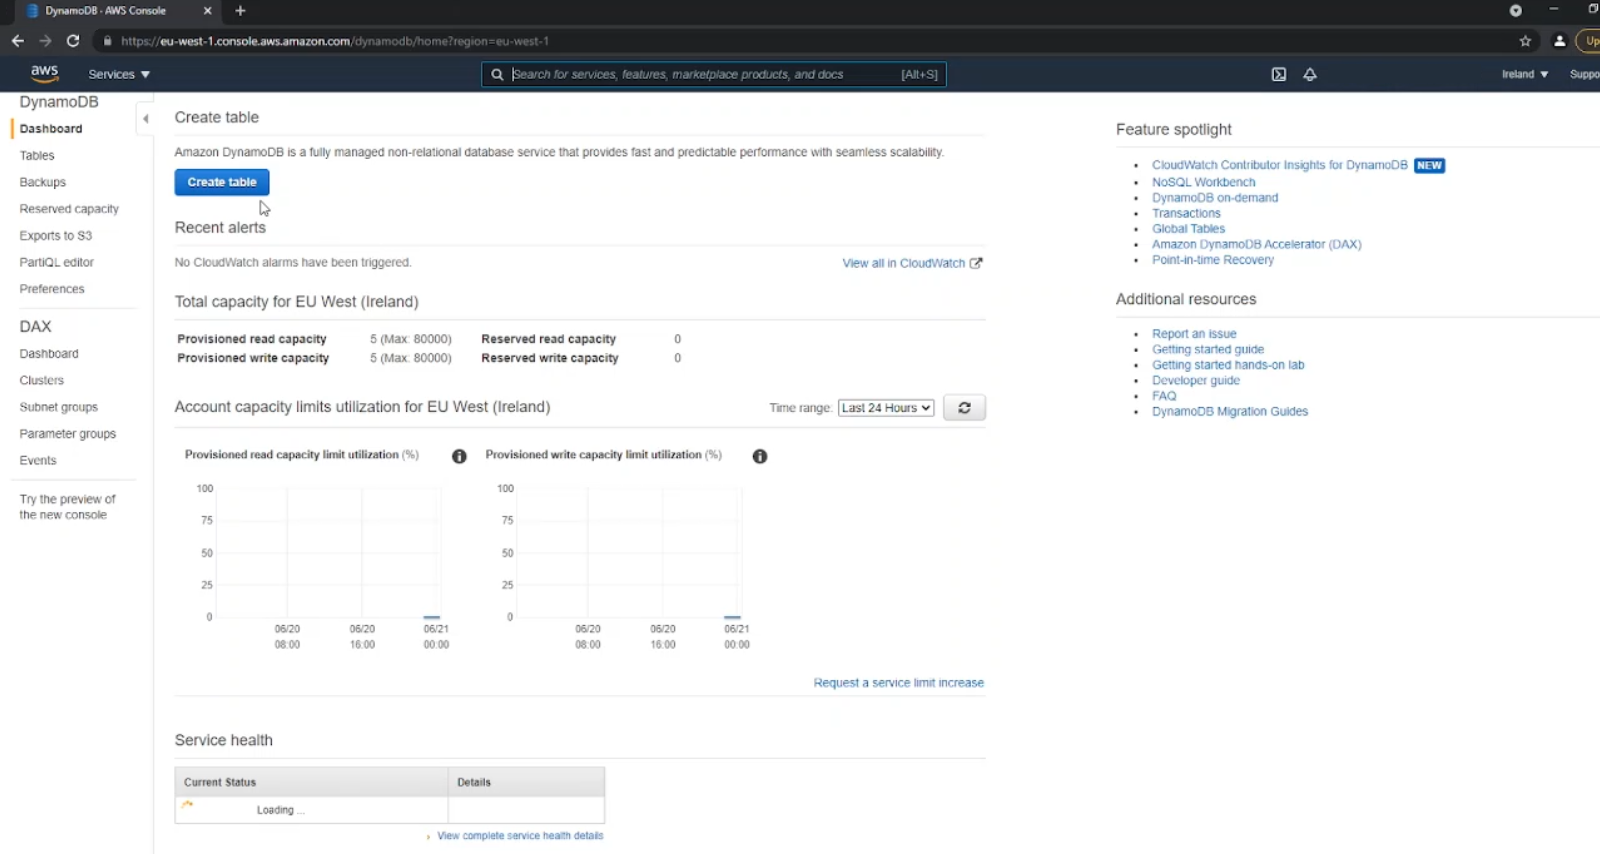 DynamoDB - AWS Console
https://eu-west-1.console.aws.amazon.com/dynamodb/home?region=eu-west-1
aws
Services
Search for services, features, marketplace products, and docs
[Alt+S]
Ireland
DynamoDB
Dashboard
Tables
Backups
Reserved capacity
Exports to S3
PartiQL editor
Preferences
DAX
Dashboard
Clusters
Subnet groups
Parameter groups
Events
Try the preview of
the new console
Create table
Amazon DynamoDB is a fully managed non-relational database service that provides fast and predictable performance with seamless scalability.
Create table
Recent alerts
No CloudWatch alarms have been triggered.
View all in CloudWatch
Total capacity for EU West (Ireland)
Provisioned read capacity 5 (Max: 80000) Reserved read capacity 0
Provisioned write capacity 5 (Max: 80000) Reserved write capacity 0
Account capacity limits utilization for EU West (Ireland)
Time range: Last 24 Hours
Provisioned read capacity limit utilization (%)
100
75
50
25
0
06/20 06/20 06/21
08:00 16:00 00:00
Provisioned write capacity limit utilization (%)
100
75
50
25
0
06/20 06/20 06/21
08:00 16:00 00:00
Request a service limit increase
Service health
Current Status Details
Loading ...
View complete service health details
Feature spotlight
CloudWatch Contributor Insights for DynamoDB NEW
NoSQL Workbench
DynamoDB on-demand
Transactions
Global Tables
Amazon DynamoDB Accelerator (DAX)
Point-in-time Recovery
Additional resources
Report an issue
Getting started guide
Getting started hands-on lab
Developer guide
FAQ
DynamoDB Migration Guides